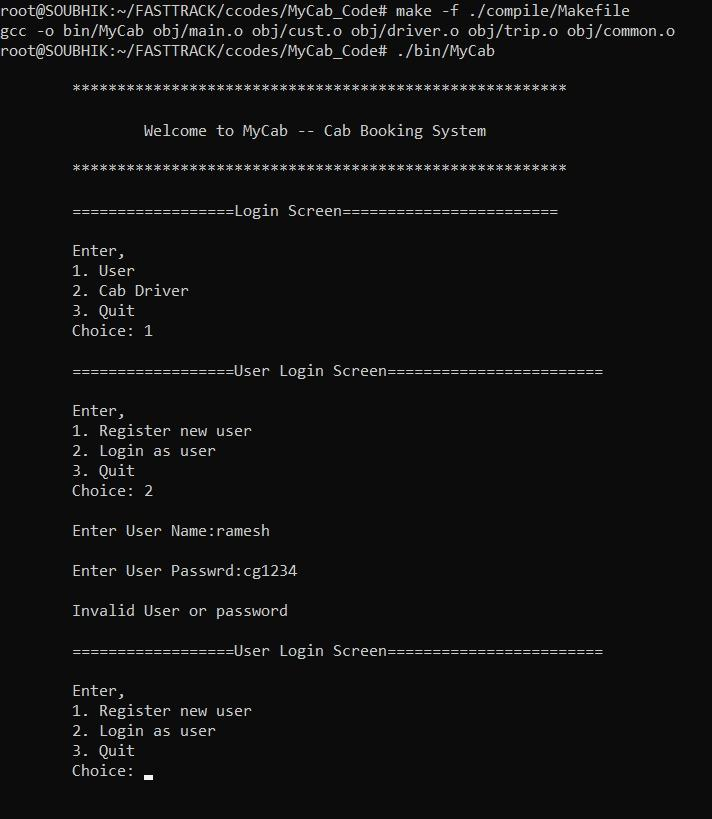 root@SOUBHIK:~/FASTTRACK/ccodes/MyCab_Code# make -f ./compile/Makefile
gcc -o bin/MyCab obj/main.o obj/cust.o obj/driver.o obj/trip.o obj/common.o
root@SOUBHIK:~/FASTTRACK/ccodes/MyCab_Code# ./bin/MyCab
*******************************************************
Welcome to MyCab -- Cab Booking System
*******************************************************
==================Login Screen========================
Enter,
1. User
2. Cab Driver
3. Quit
Choice: 1
==================User Login Screen========================
Enter,
1. Register new user
2. Login as user
3. Quit
Choice: 2
Enter User Name:ramesh
Enter User Passwrd:cg1234
Invalid User or password
==================User Login Screen========================
Enter,
1. Register new user
2. Login as user
3. Quit
Choice: